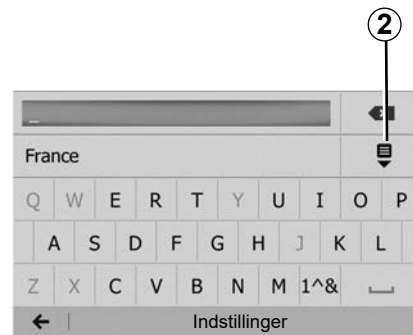 2
_
France
Q W E R T Y U I O P
A S D F G H J K L
Z X C V B N M 1^&
Indstillinger